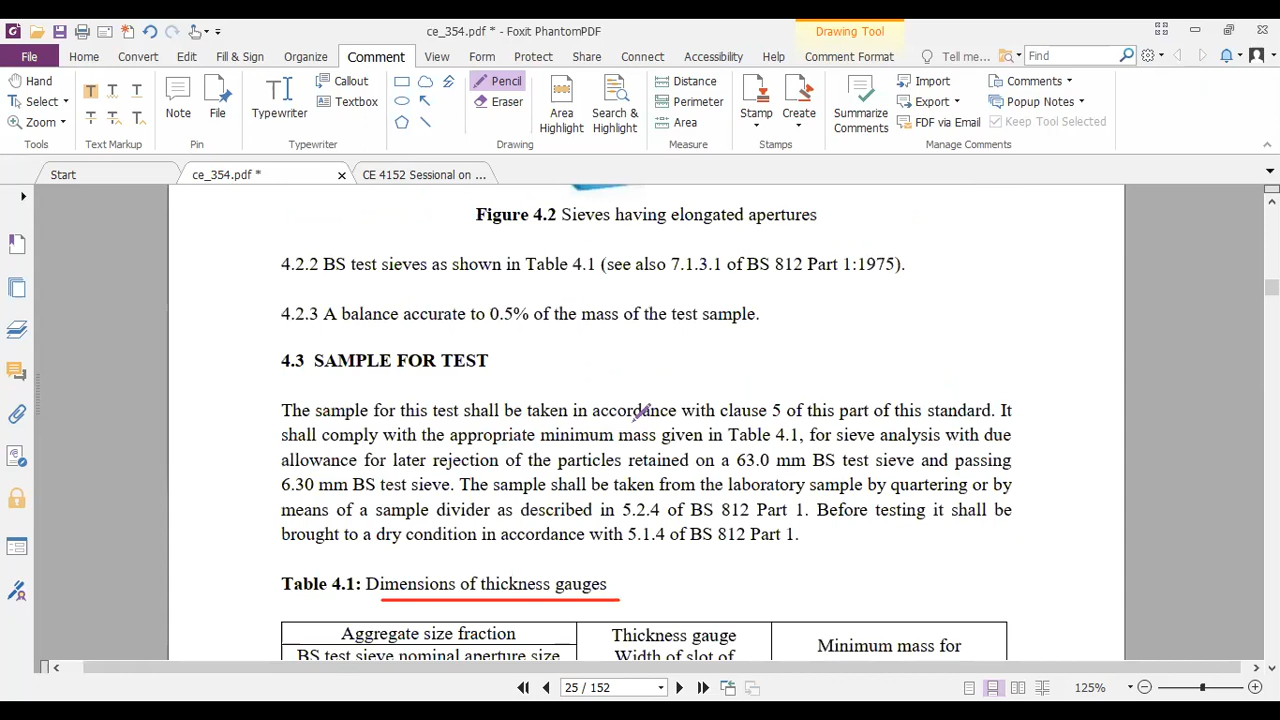 ce_354.pdf * - Foxit PhantomPDF
Drawing Tool
File Home Convert Edit Fill & Sign Organize Comment View Form Protect Share Connect Accessibility Help Comment Format Tell me... Find
Hand
Select
Zoom
Tools
Text Markup
Note
File
Pin
Typewriter
Callout
Textbox
Typewriter
Pencil
Eraser
Area Highlight
Search & Highlight
Drawing
Distance
Perimeter
Area
Measure
Stamp
Create
Stamps
Summarize Comments
Import
Export
FDF via Email
Comments
Popup Notes
Keep Tool Selected
Manage Comments
Start ce_354.pdf * CE 4152 Sessional on ...
Figure 4.2 Sieves having elongated apertures
4.2.2 BS test sieves as shown in Table 4.1 (see also 7.1.3.1 of BS 812 Part 1:1975).
4.2.3 A balance accurate to 0.5% of the mass of the test sample.
4.3 SAMPLE FOR TEST
The sample for this test shall be taken in accordance with clause 5 of this part of this standard. It
shall comply with the appropriate minimum mass given in Table 4.1, for sieve analysis with due
allowance for later rejection of the particles retained on a 63.0 mm BS test sieve and passing
6.30 mm BS test sieve. The sample shall be taken from the laboratory sample by quartering or by
means of a sample divider as described in 5.2.4 of BS 812 Part 1. Before testing it shall be
brought to a dry condition in accordance with 5.1.4 of BS 812 Part 1.
Table 4.1: Dimensions of thickness gauges
Aggregate size fraction
BS test sieve nominal aperture size
Thickness gauge
Width of slot of
Minimum mass for
25 / 152
125%